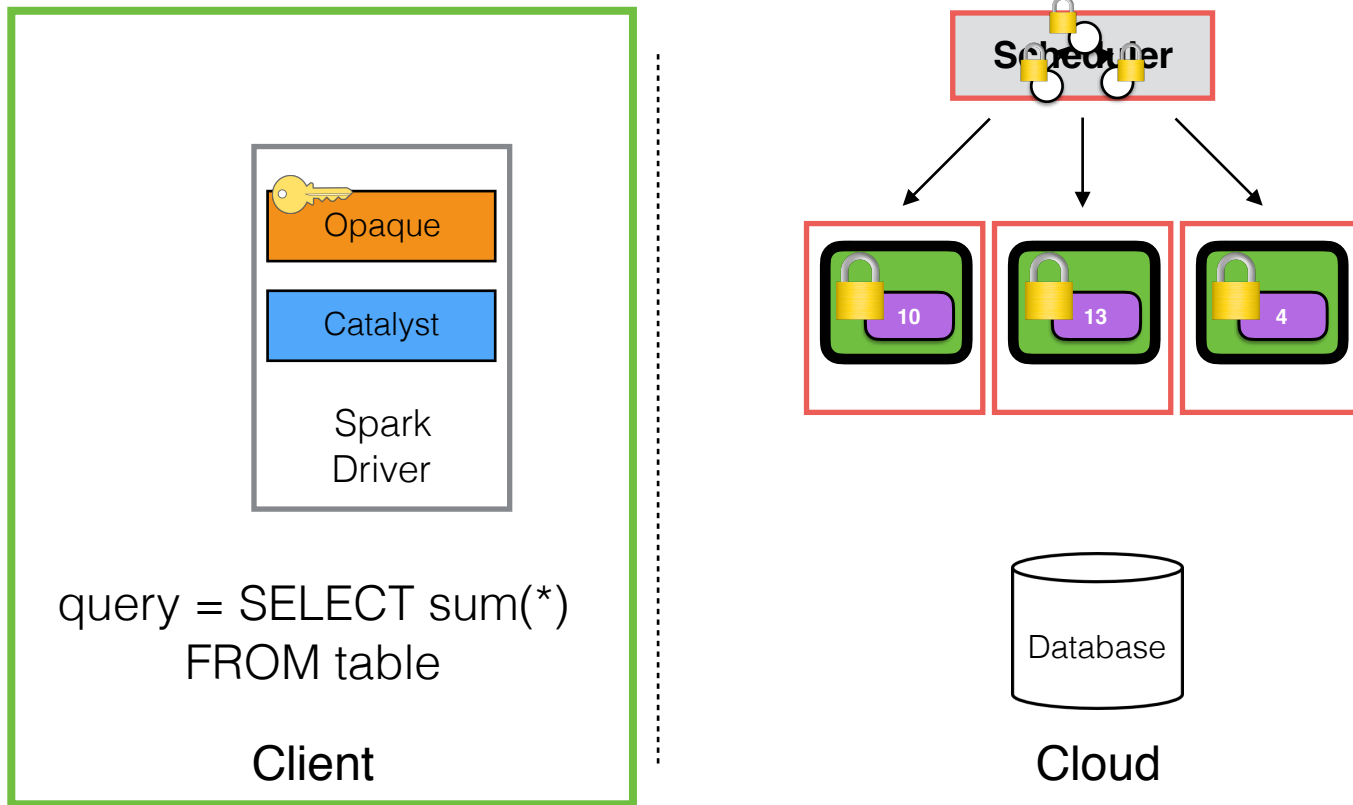 Opaque
Catalyst
Spark
Driver
query = SELECT sum(*)
FROM table
Client
Scheduler
10
13
4
Database
Cloud